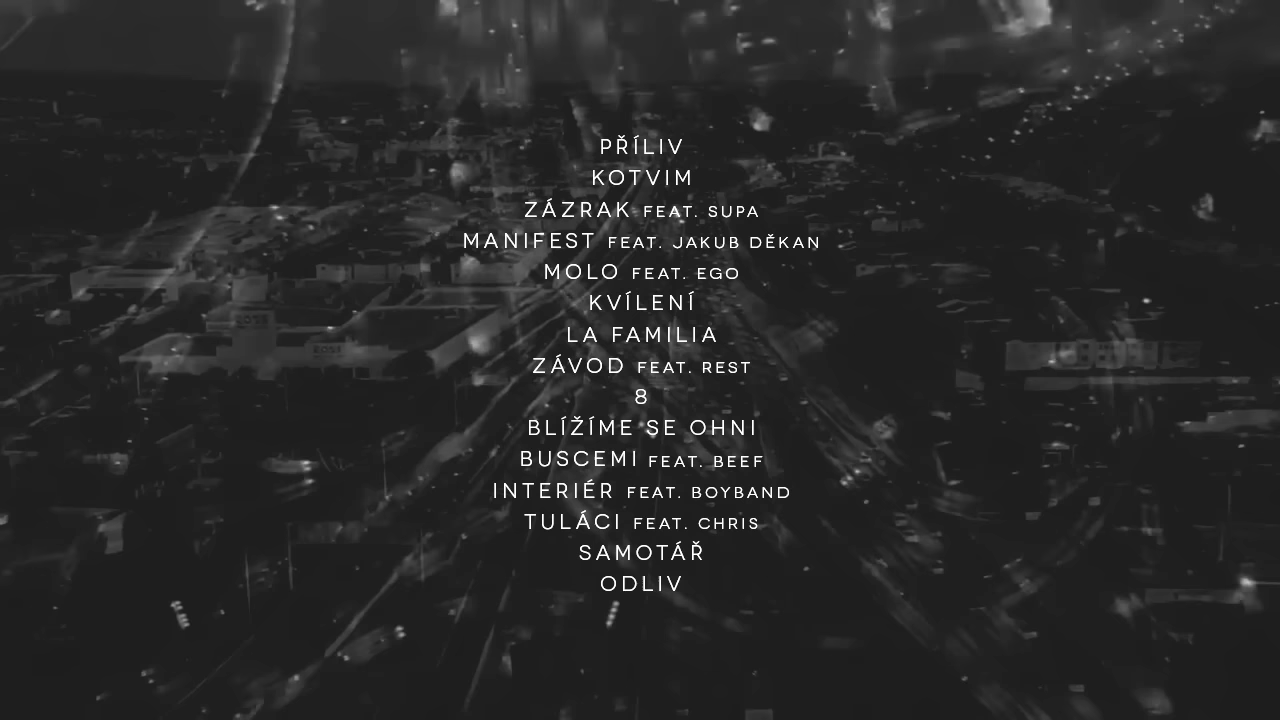 PŘÍLIV
KOTVIM
ZÁZRAK FEAT. SUPA
MANIFEST FEAT. JAKUB DĚKAN
MOLO FEAT. EGO
KVÍLENÍ
LA FAMILIA
ZÁVOD FEAT. REST
8
BLÍŽÍME SE OHNI
BUSCEMI FEAT. BEEF
INTERIÉR FEAT. BOYBAND
TULÁCI FEAT. CHRIS
SAMOTÁŘ
ODLIV